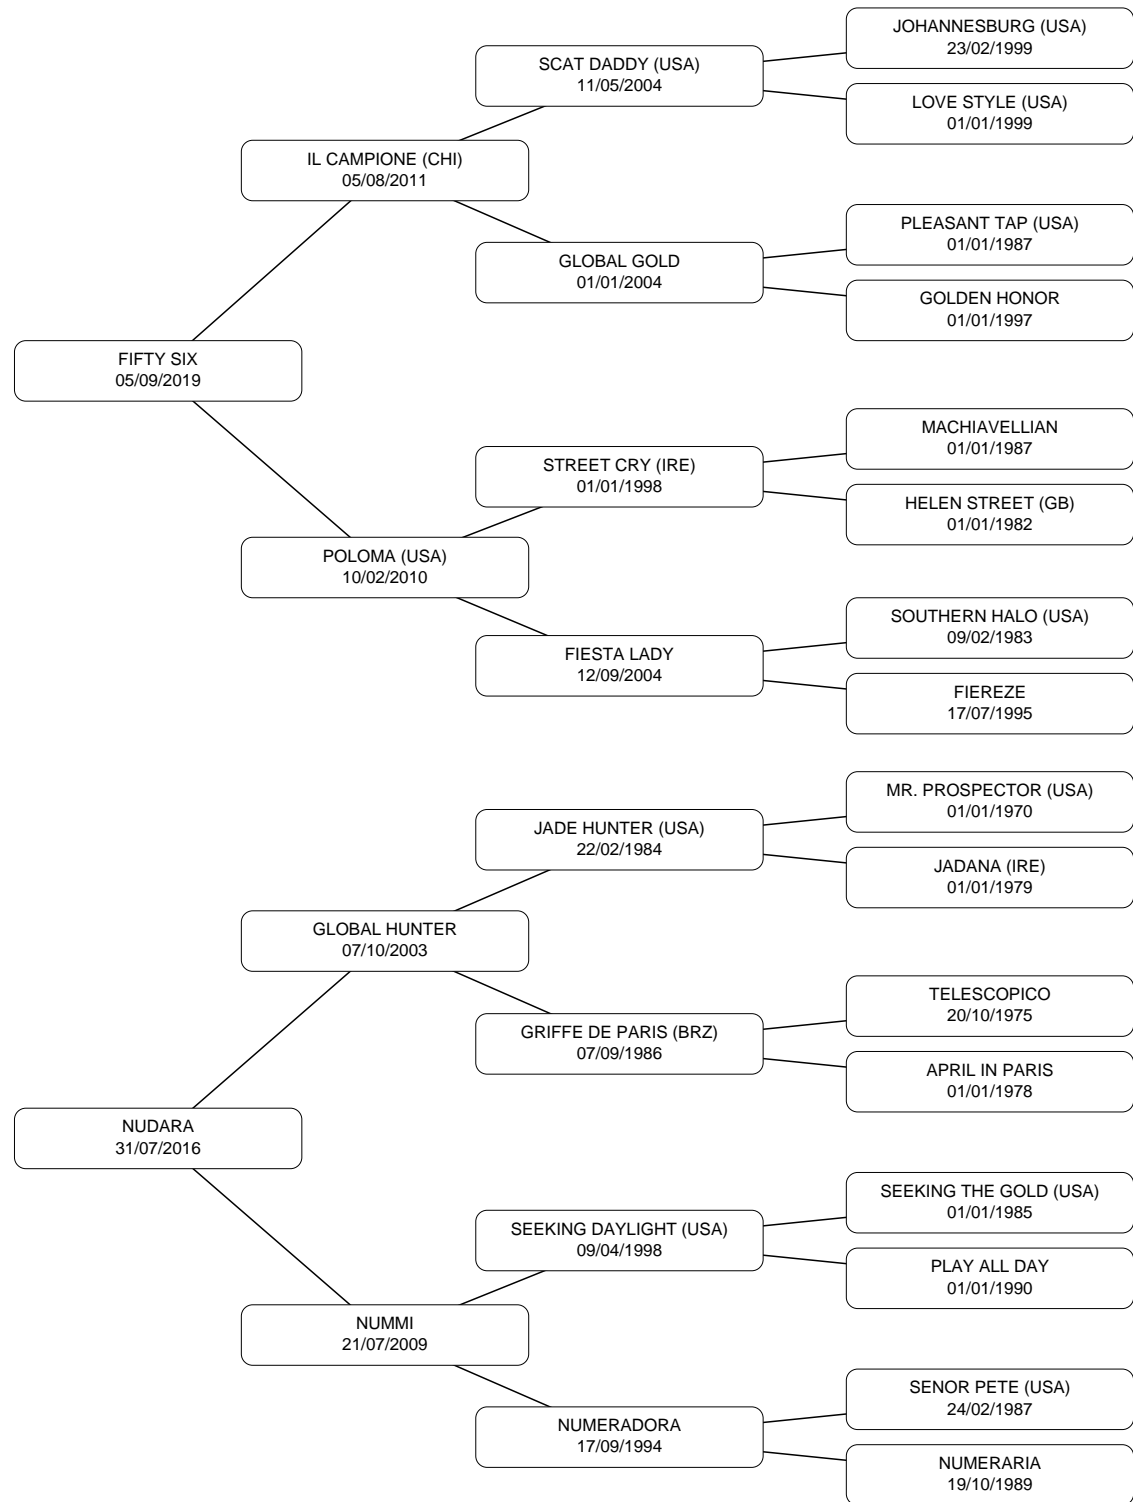 JOHANNESBURG (USA)
23/02/1999
SCAT DADDY (USA)
11/05/2004
LOVE STYLE (USA)
01/01/1999
IL CAMPIONE (CHI)
05/08/2011
PLEASANT TAP (USA)
01/01/1987
GLOBAL GOLD
01/01/2004
GOLDEN HONOR
01/01/1997
FIFTY SIX
05/09/2019
MACHIAVELLIAN
01/01/1987
STREET CRY (IRE)
01/01/1998
HELEN STREET (GB)
01/01/1982
POLOMA (USA)
10/02/2010
SOUTHERN HALO (USA)
09/02/1983
FIESTA LADY
12/09/2004
FIEREZE
17/07/1995
MR. PROSPECTOR (USA)
01/01/1970
JADE HUNTER (USA)
22/02/1984
JADANA (IRE)
01/01/1979
GLOBAL HUNTER
07/10/2003
TELESCOPICO
20/10/1975
GRIFFE DE PARIS (BRZ)
07/09/1986
APRIL IN PARIS
01/01/1978
NUDARA
31/07/2016
SEEKING THE GOLD (USA)
01/01/1985
SEEKING DAYLIGHT (USA)
09/04/1998
PLAY ALL DAY
01/01/1990
NUMMI
21/07/2009
SENOR PETE (USA)
24/02/1987
NUMERADORA
17/09/1994
NUMERARIA
19/10/1989